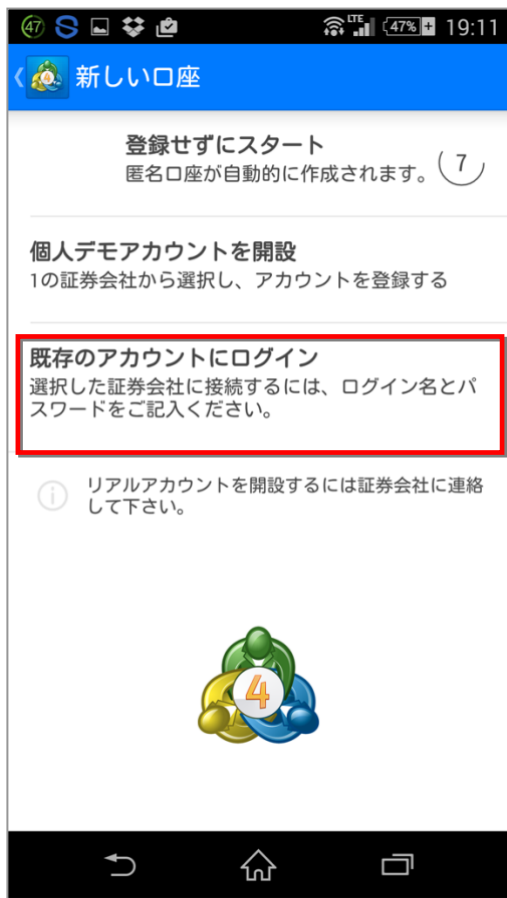 47 LTE 47% 19:11
新しい口座
登録せずにスタート
匿名口座が自動的に作成されます。 7
個人デモアカウントを開設
1の証券会社から選択し、アカウントを登録する
既存のアカウントにログイン
選択した証券会社に接続するには、ログイン名とパ
スワードをご記入ください。
リアルアカウントを開設するには証券会社に連絡
して下さい。
4